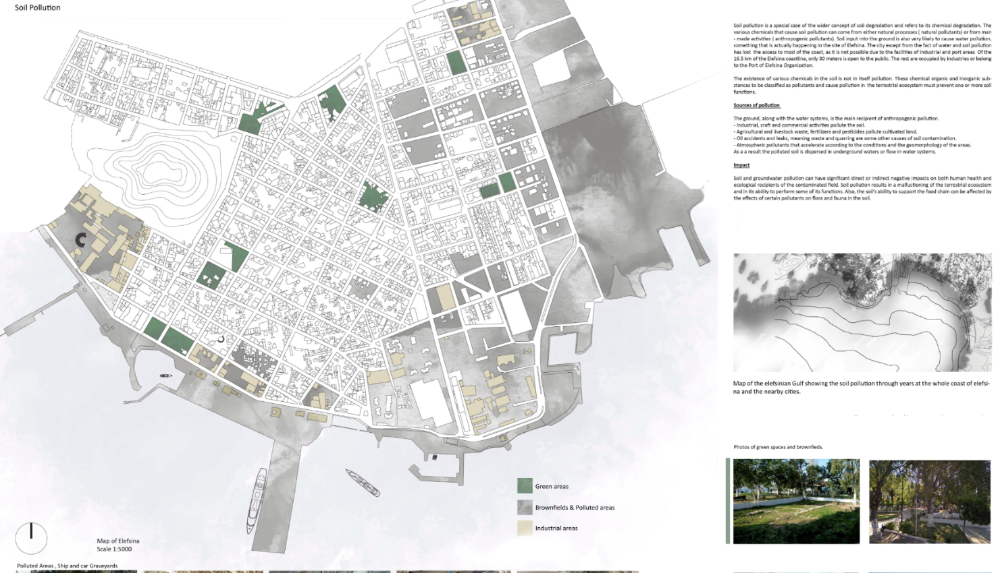 Soil Pollution
Soil pollution is a special case of the wider concept of soil degradation and refers to its chemical degradation. The
various chemicals that cause soil pollution can come from either natural processes ( natural pollutants) or from man
- made activities ( anthropogenic pollutants). Soil input into the ground is also very likely to cause water pollution,
something that is actually happening in the site of Elefsina. The city except from the fact of water and soil pollution
has lost the access to most of the coast, as it is not possible due to the facilities of industrial and port areas Of the
16.5 km of the Elefsina coastline, only 30 meters is open to the public. The rest are occupied by industries or belong
to the Port of Elefsina Organization.
The existence of various chemicals in the soil is not in itself pollution. These chemical organic and inorganic sub-
stances to be classified as pollutants and cause pollution in the terrestrial ecosystem must prevent one or more soil
functions.
Sources of pollution
The ground, along with the water systems, is the main recipient of anthropogenic pollution.
- Industrial, craft and commercial activities pollute the soil.
- Agricultural and livestock waste, fertilizers and pesticides pollute cultivated land.
- Oil accidents and leaks, meaning waste and quarring are some other causes of soil contamination.
- Atmospheric pollutants that accelerate according to the conditions and the geomorphology of the areas.
As a a result the polluted soil is dispersed in underground waters or flow in water systems.
Impact
Soil and groundwater pollution can have significant direct or indirect negative impacts on both human health and
ecological recipients of the contaminated field. Soil pollution results in a malfuctioning of the terrestrial ecosystem
and in its ability to perform some of its functions. Also, the soil's ability to support the food chain can be affected by
the effects of certain pollutants on flora and fauna in the soil.
Map of the elefsinian Gulf showing the soil pollution through years at the whole coast of elefsi-
na and the nearby cities.
Photos of green spaces and brownfieds.
Green areas
Brownfields & Polluted areas
Industrial areas
Map of Elefsina
Scale 1:5000
Polluted Areas , Ship and car Graveyards